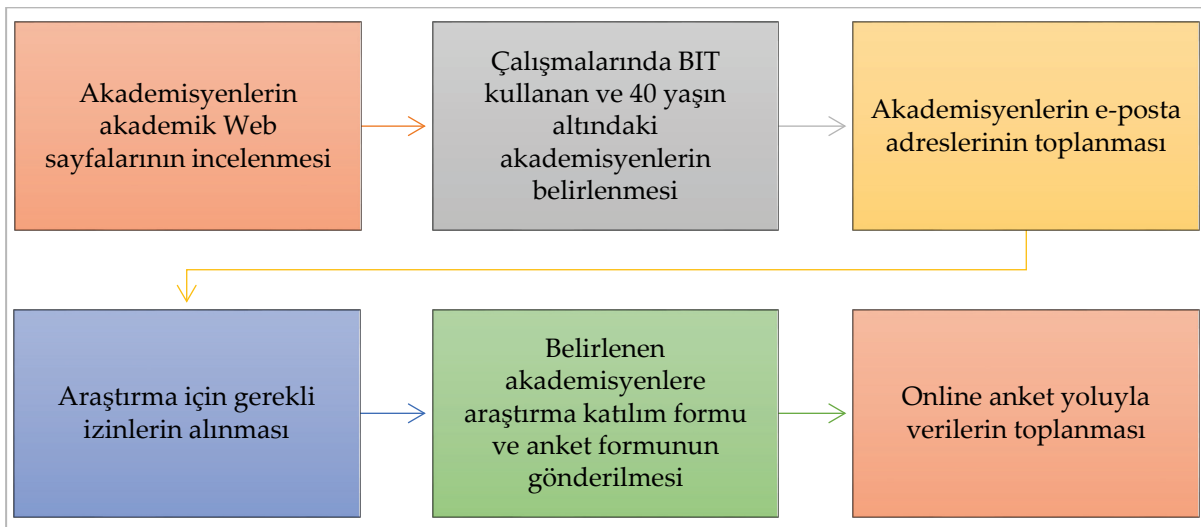 Akademisyenlerin
akademik Web
sayfalarının incelenmesi
Çalışmalarında BIT
kullanan ve 40 yaşın
altındaki
akademisyenlerin
belirlenmesi
Akademisyenlerin e-posta
adreslerinin toplanması
Araştırma için gerekli
izinlerin alınması
Belirlenen
akademisyenlere
araştırma katılım formu
ve anket formunun
gönderilmesi
Online anket yoluyla
verilerin toplanması